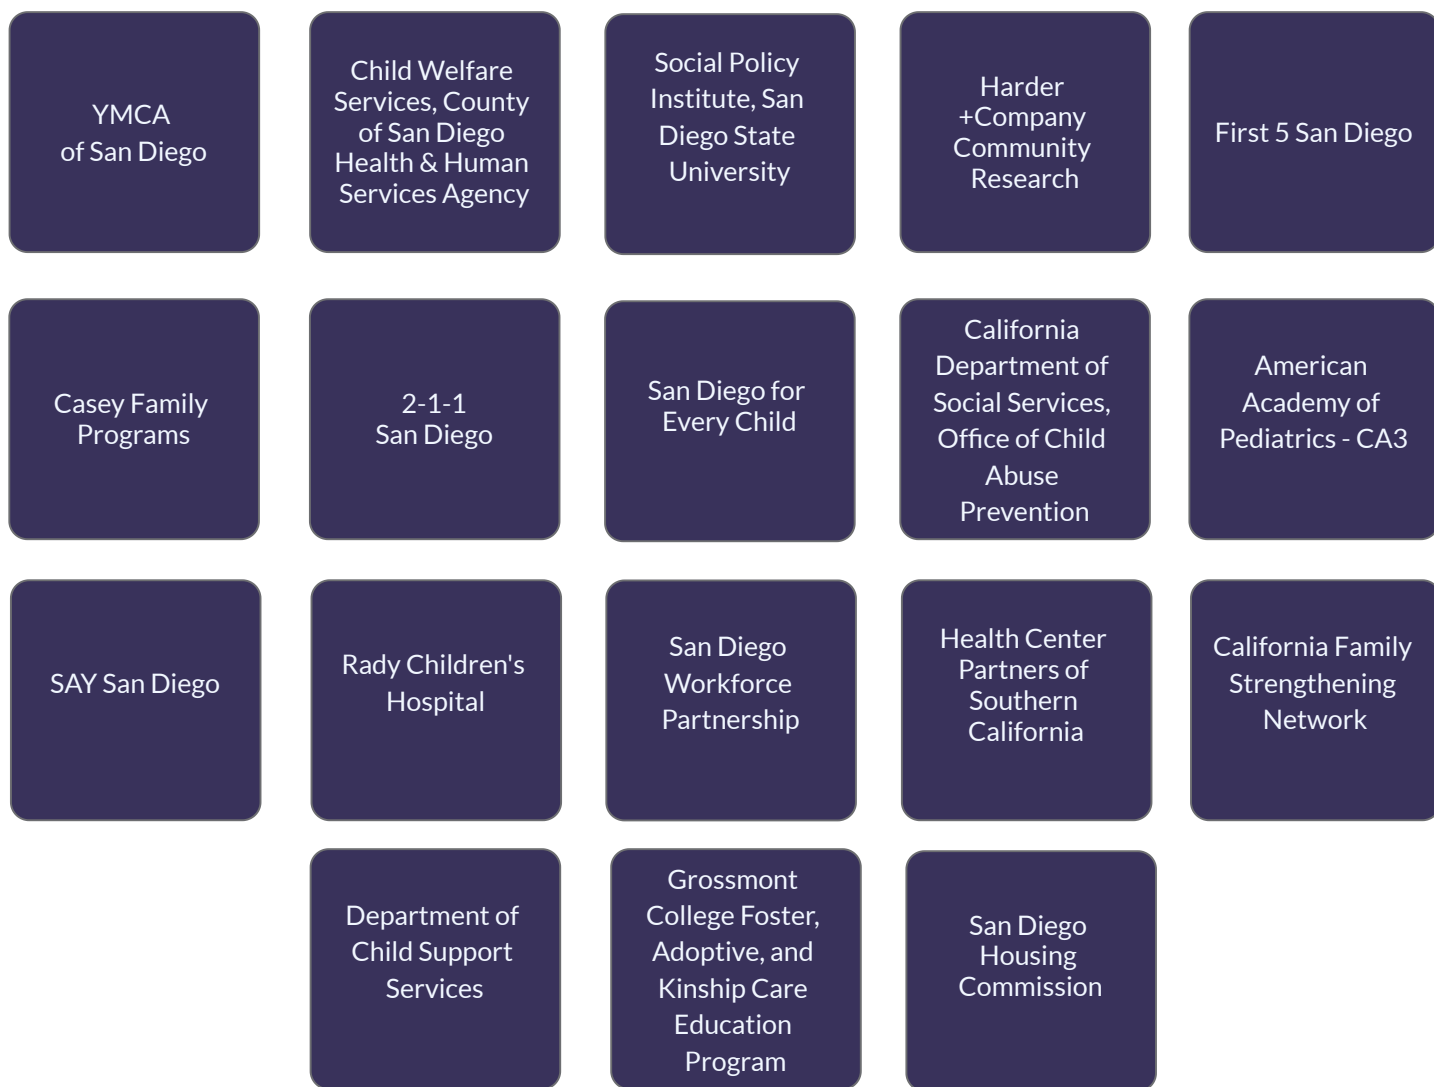 YMCA
of San Diego
Child Welfare
Services, County
of San Diego
Health & Human
Services Agency
Social Policy
Institute, San
Diego State
University
Harder
+Company
Community
Research
First 5 San Diego
Casey Family
Programs
2-1-1
San Diego
San Diego for
Every Child
California
Department of
Social Services,
Office of Child
Abuse
Prevention
American
Academy of
Pediatrics - CA3
SAY San Diego
Rady Children's
Hospital
San Diego
Workforce
Partnership
Health Center
Partners of
Southern
California
California Family
Strengthening
Network
Department of
Child Support
Services
Grossmont
College Foster,
Adoptive, and
Kinship Care
Education
Program
San Diego
Housing
Commission